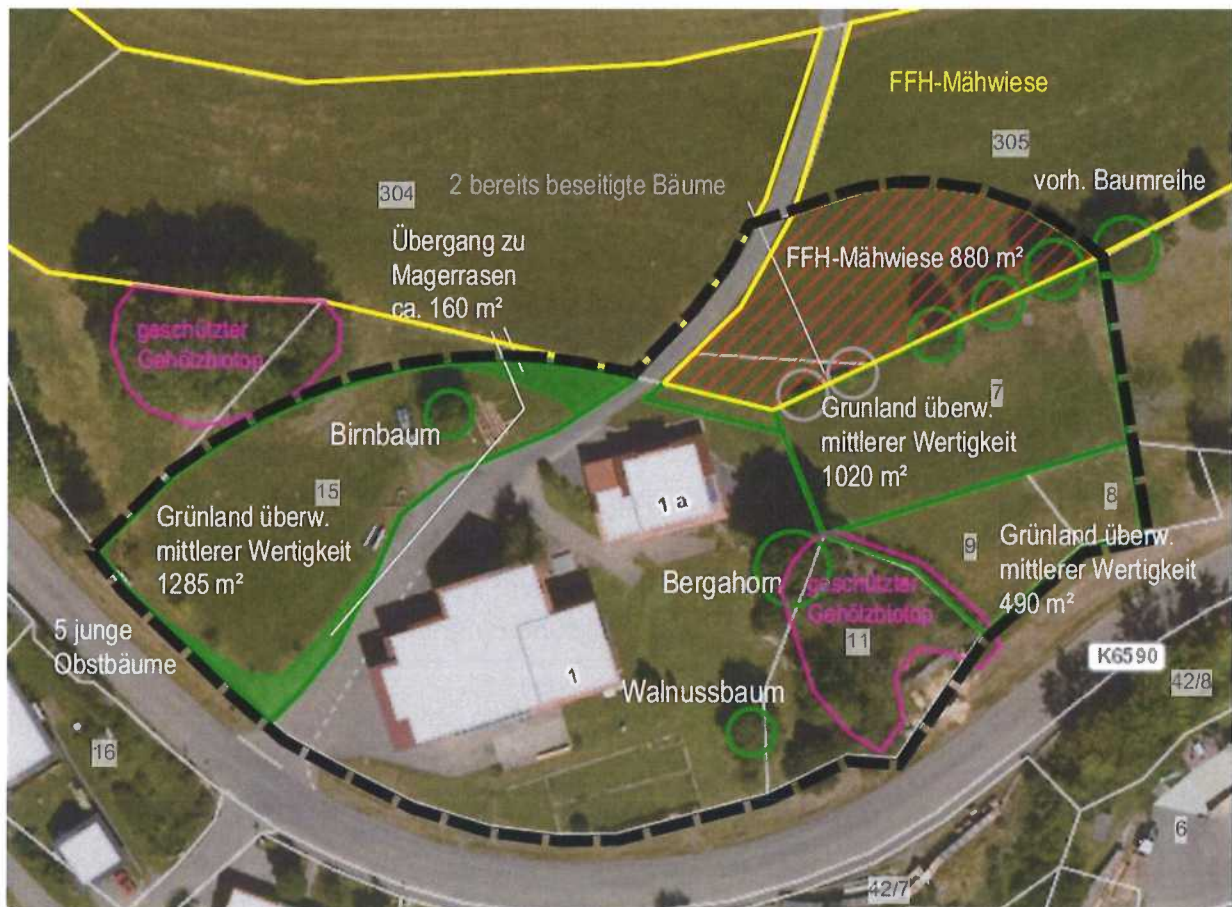 FFH-Mähwiese
305
vorh. Baumreihe
304
2 bereits beseitigte Bäume
Übergang zu
Magerrasen
ca. 160 m²
FFH-Mähwiese 880 m²
geschützter
Gehölzbiotop
Birnbaum
7
Grünland überw.
mittlerer Wertigkeit
1020 m²
15
Grünland überw.
mittlerer Wertigkeit
1285 m²
1 a
8
9
Grünland überw.
mittlerer Wertigkeit
490 m²
Bergahorn
geschützter
Gehölzbiotop
11
5 junge
Obstbäume
K6590
42/8
1
Walnussbaum
16
6
42/7